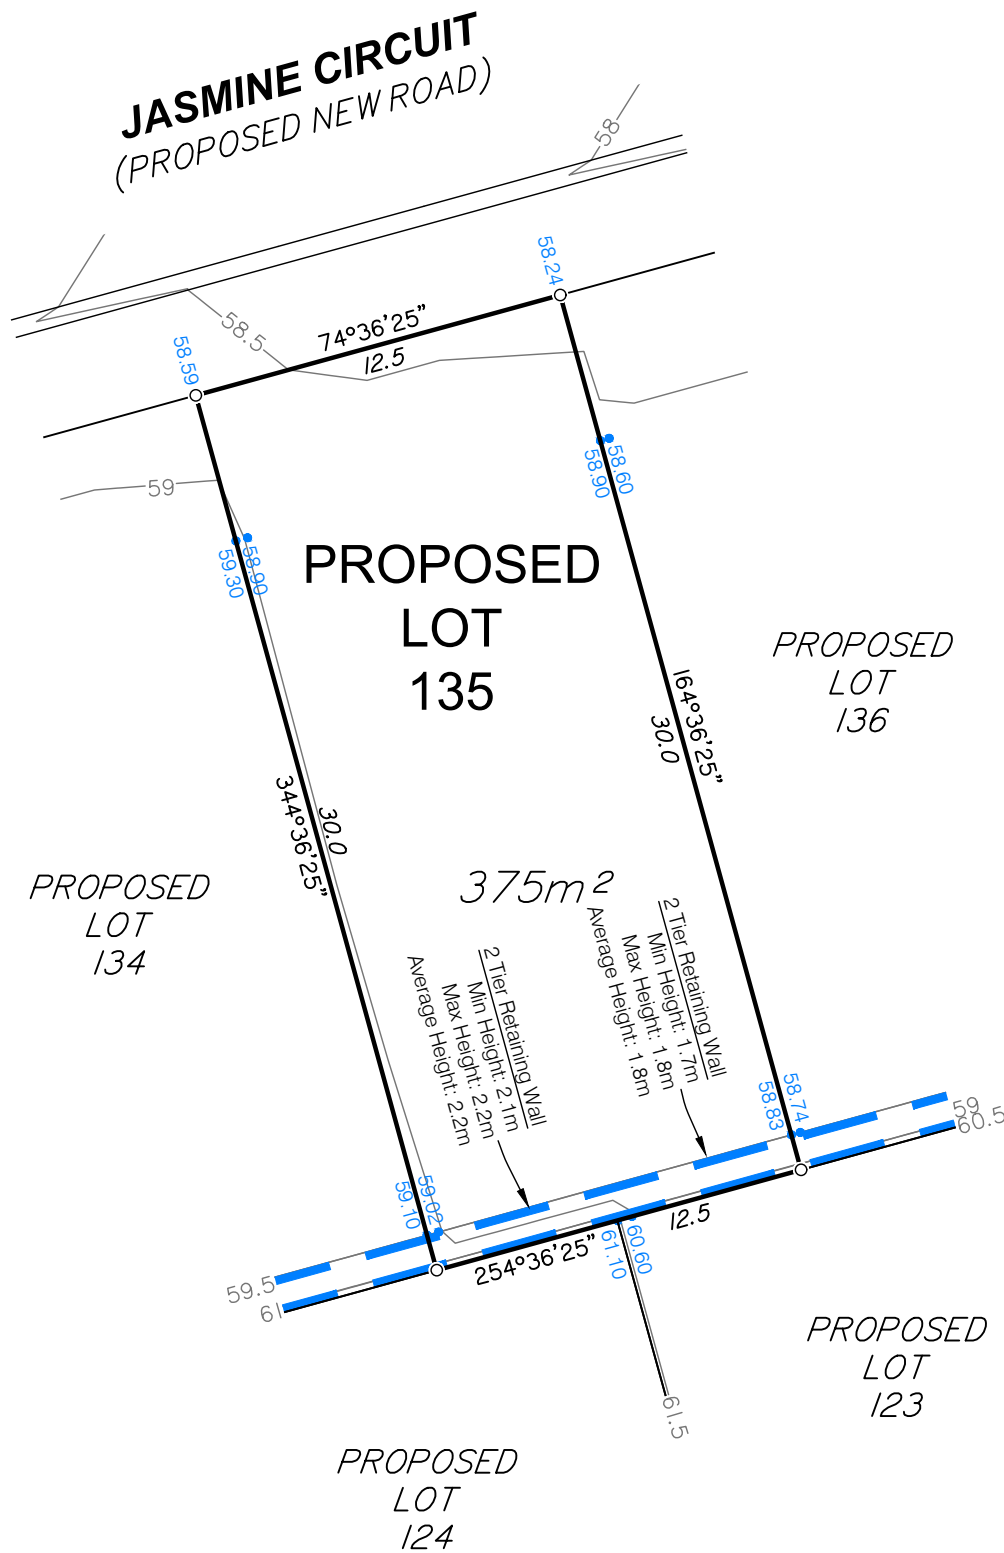 JASMINE CIRCUIT
(PROPOSED NEW ROAD)
58
58.24
58.5
74°36'25"
12.5
58.59
58.60
58.90
59
58.90
59.30
PROPOSED
LOT
135
PROPOSED
LOT
136
164°36'25"
30.0
344°36'25"
30.0
375m²
PROPOSED
LOT
134
2 Tier Retaining Wall
Min Height: 1.7m
Max Height: 1.8m
Average Height: 1.8m
2 Tier Retaining Wall
Min Height: 2.1m
Max Height: 2.2m
Average Height: 2.2m
58.74
58.83
59
60.5
59.02
59.10
12.5
254°36'25"
60.60
61.10
59.5
61
61.5
PROPOSED
LOT
123
PROPOSED
LOT
124